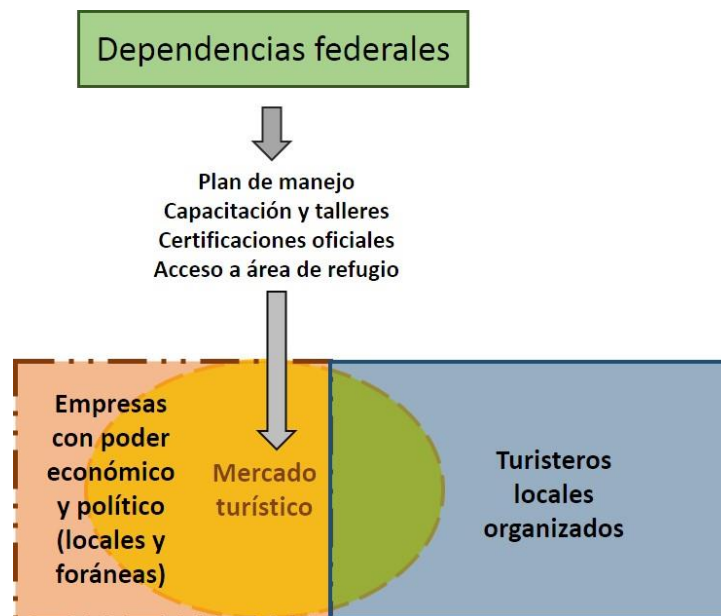 Dependencias federales
Plan de manejo
Capacitación y talleres
Certificaciones oficiales
Acceso a área de refugio
Empresas
con poder
económico
y político
(locales y
foráneas)
Mercado
turístico
Turisteros
locales
organizados